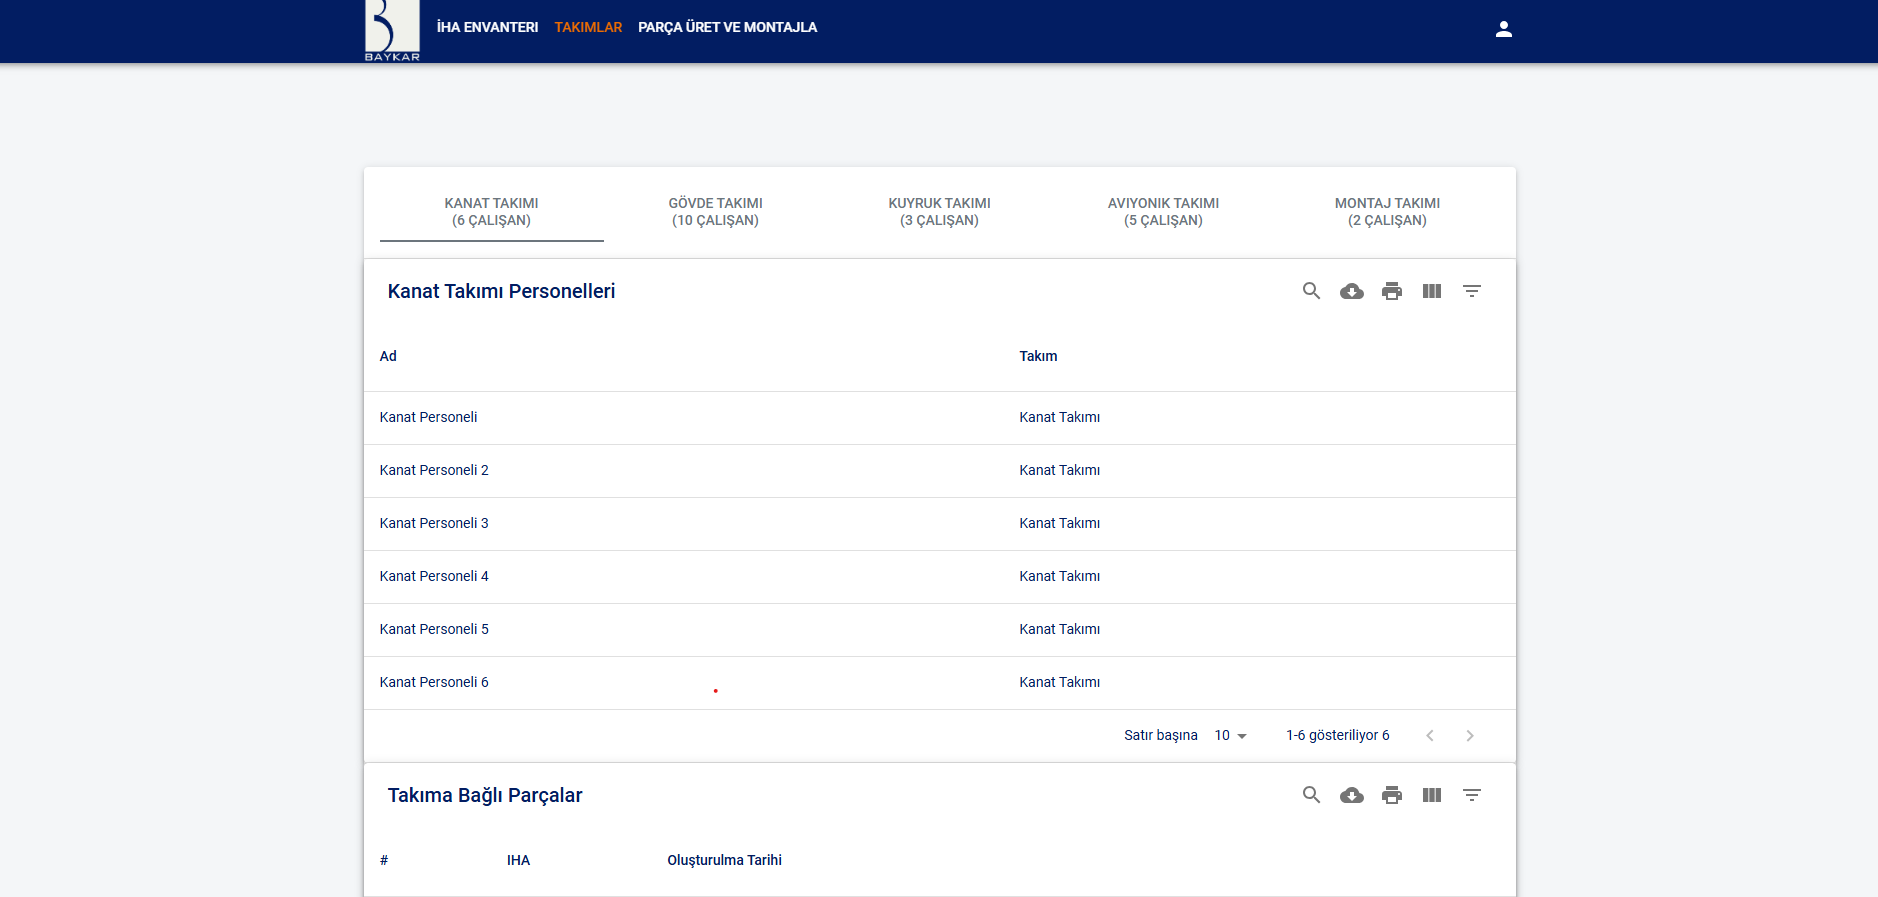 BAYKAR
İHA ENVANTERI TAKIMLAR PARÇA ÜRET VE MONTAJLA
KANAT TAKIMI
(6 ÇALIŞAN)
GÖVDE TAKIMI
(10 ÇALIŞAN)
KUYRUK TAKIMI
(3 ÇALIŞAN)
AVIYONIK TAKIMI
(5 ÇALIŞAN)
MONTAJ TAKIMI
(2 ÇALIŞAN)
Kanat Takımı Personelleri
Ad Takım
Kanat Personeli Kanat Takımı
Kanat Personeli 2 Kanat Takımı
Kanat Personeli 3 Kanat Takımı
Kanat Personeli 4 Kanat Takımı
Kanat Personeli 5 Kanat Takımı
Kanat Personeli 6 Kanat Takımı
Satır başına 10 1-6 gösteriliyor 6
Takıma Bağlı Parçalar
# IHA Oluşturulma Tarihi